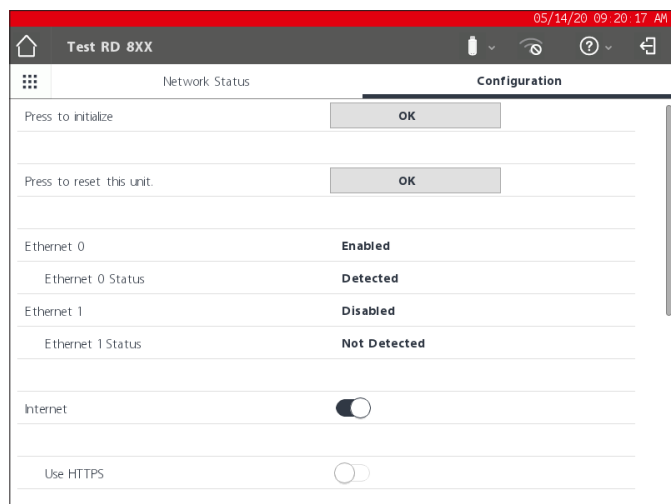 05/14/20 09:20:17 AM
Test RD 8XX
Network Status Configuration
Press to initialize OK
Press to reset this unit. OK
Ethernet 0 Enabled
Ethernet 0 Status Detected
Ethernet 1 Disabled
Ethernet 1 Status Not Detected
Internet
Use HTTPS